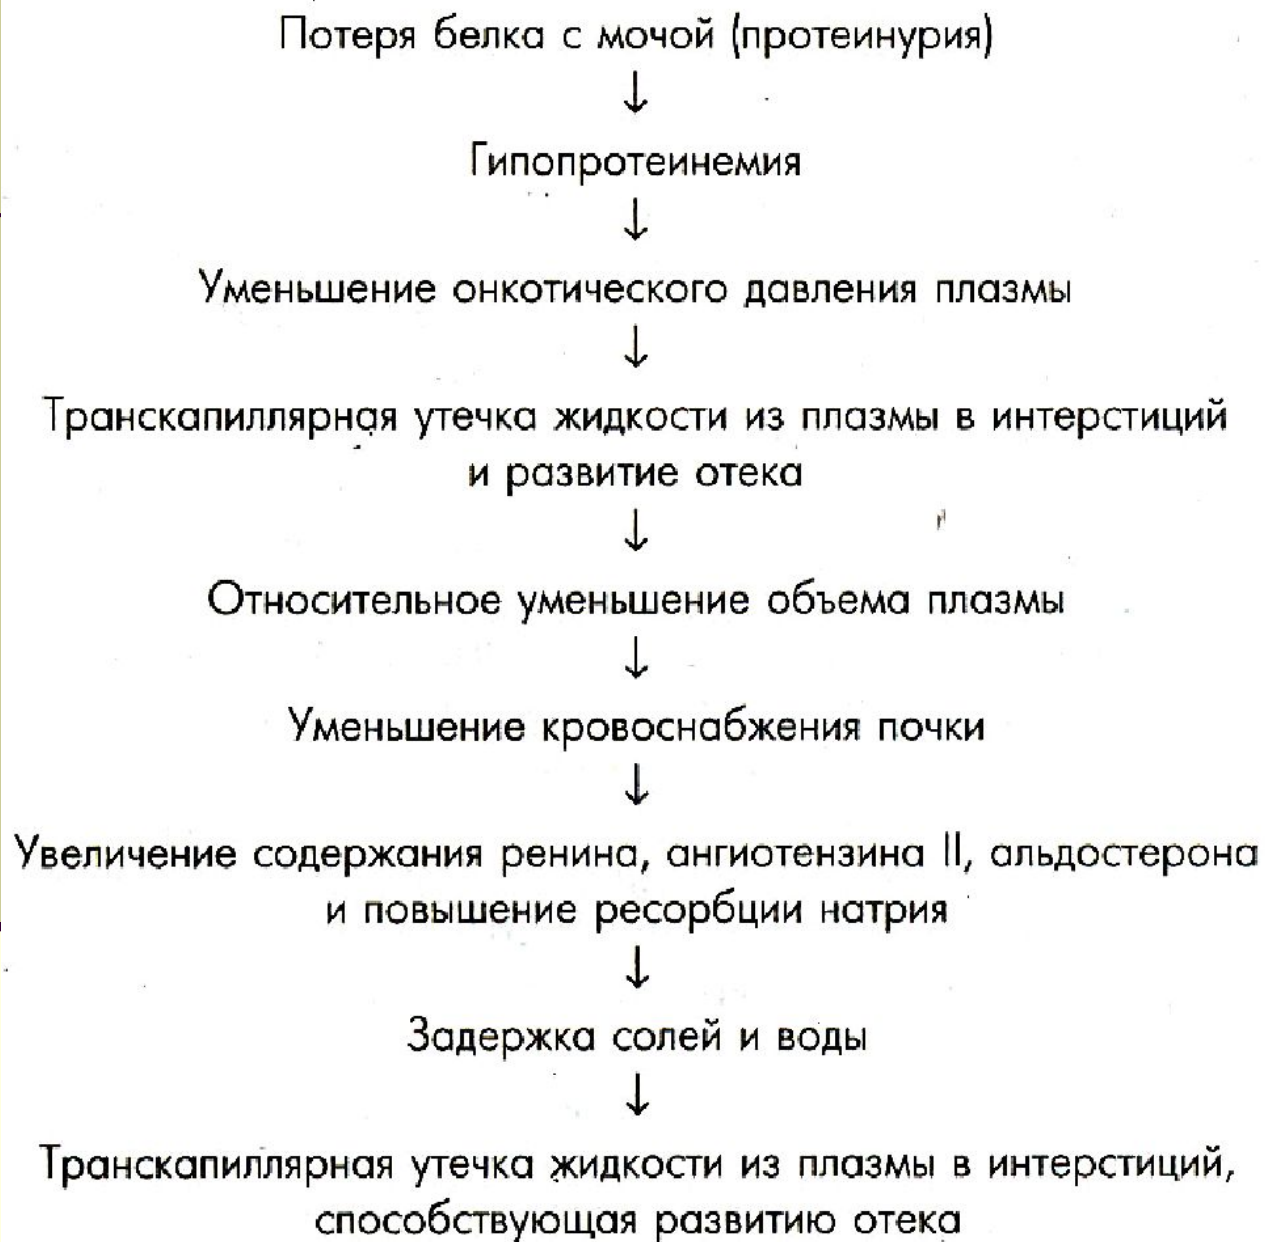 Потеря белка с мочой (протеинурия)
↓
Гипопротеинемия
↓
Уменьшение онкотического давления плазмы
↓
Транскапиллярная утечка жидкости из плазмы в интерстиций
и развитие отека
↓
Относительное уменьшение объема плазмы
↓
Уменьшение кровоснабжения почки
↓
Увеличение содержания ренина, ангиотензина II, альдостерона
и повышение ресорбции натрия
↓
Задержка солей и воды
↓
Транскапиллярная утечка жидкости из плазмы в интерстиций,
способствующая развитию отека